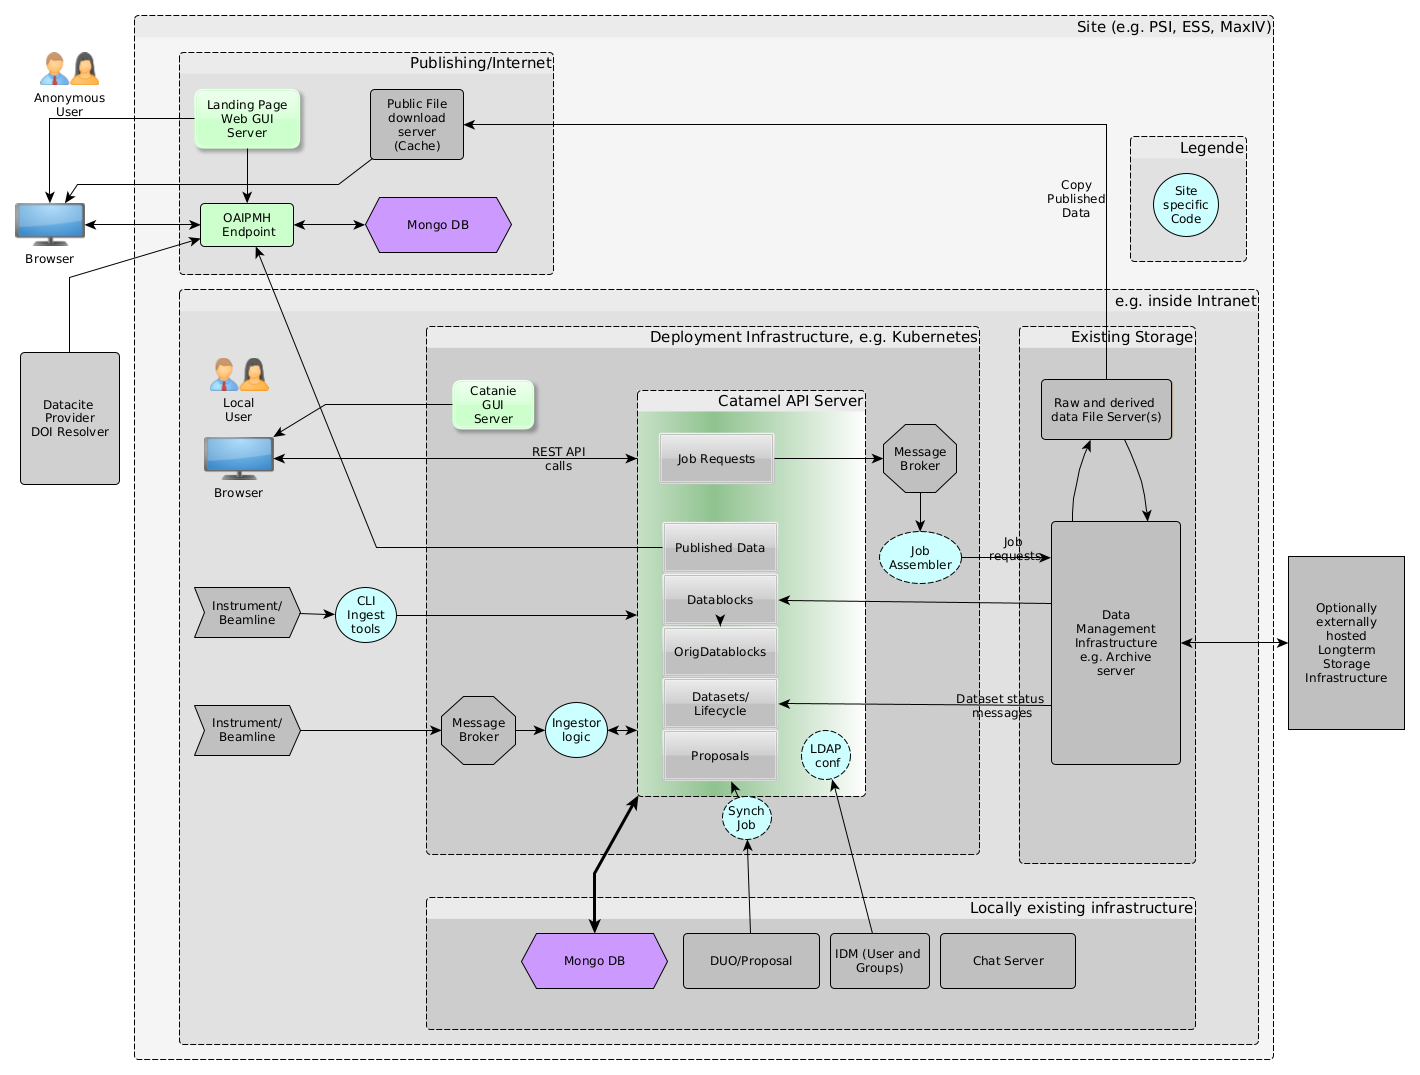 Site (e.g. PSI, ESS, MaxIV)
Publishing/Internet
Anonymous
User
Landing Page
Web GUI
Server
Public File
download
server
(Cache)
Legende
Site
specific
Code
Copy
Published
Data
OAIPMH
Endpoint
Mongo DB
Browser
e.g. inside Intranet
Deployment Infrastructure, e.g. Kubernetes
Existing Storage
Datacite
Provider
DOI Resolver
Local
User
Browser
Catanie
GUI
Server
Catamel API Server
Raw and derived
data File Server(s)
REST API
calls
Job Requests
Message
Broker
Published Data
Job
Assembler
Job
requests
Instrument/
Beamline
CLI
Ingest
tools
Datablocks
OrigDatablocks
Data
Management
Infrastructure
e.g. Archive
server
Optionally
externally
hosted
Longterm
Storage
Infrastructure
Datasets/
Lifecycle
Dataset status
messages
Instrument/
Beamline
Message
Broker
Ingestor
logic
Proposals
LDAP
conf
Synch
Job
Locally existing infrastructure
Mongo DB
DUO/Proposal
IDM (User and
Groups)
Chat Server